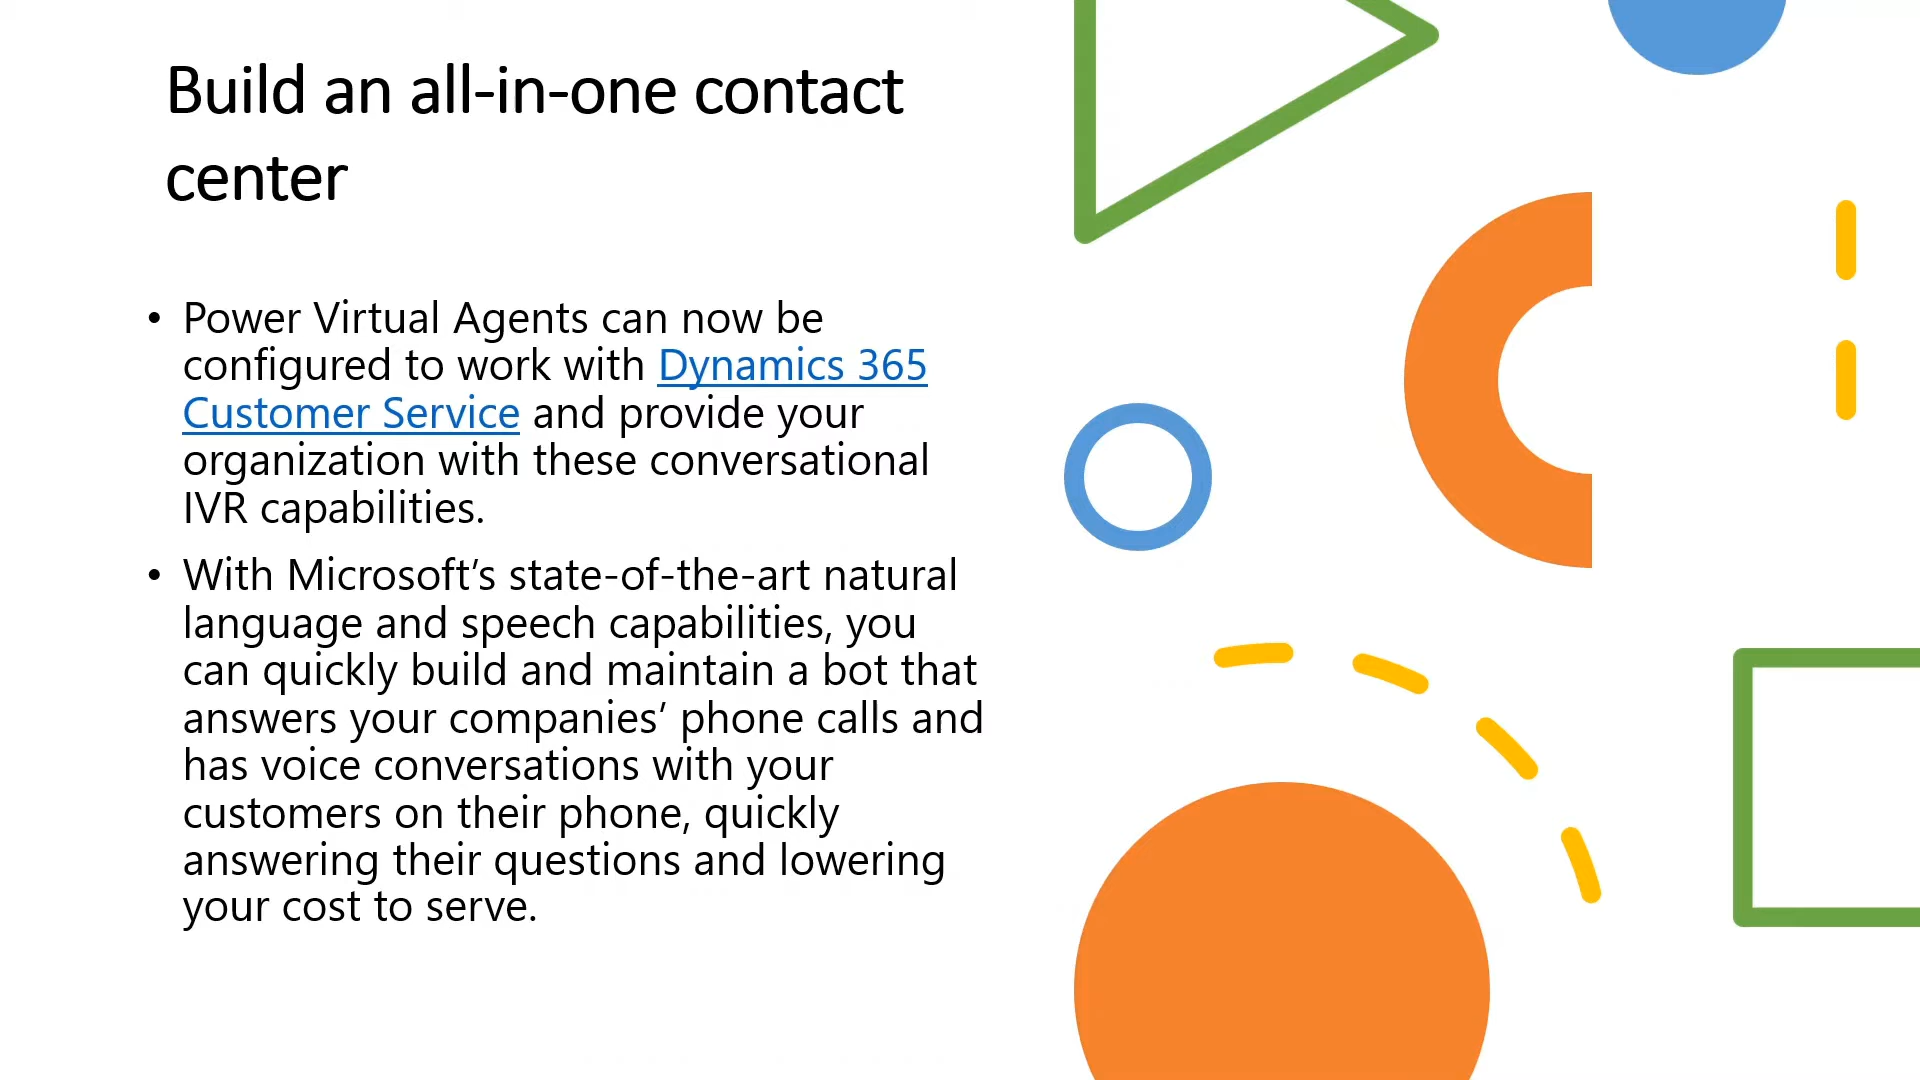 Build an all-in-one contact
center
• Power Virtual Agents can now be
configured to work with Dynamics 365
Customer Service and provide your
organization with these conversational
IVR capabilities.
• With Microsoft’s state-of-the-art natural
language and speech capabilities, you
can quickly build and maintain a bot that
answers your companies’ phone calls and
has voice conversations with your
customers on their phone, quickly
answering their questions and lowering
your cost to serve.